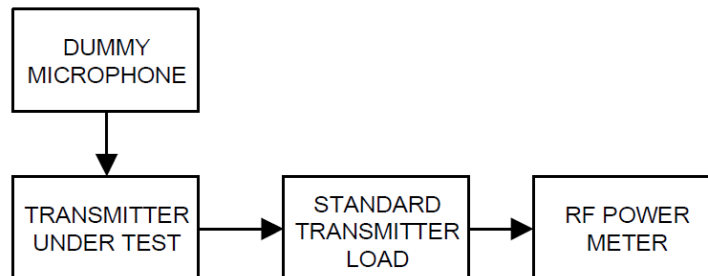 DUMMY
MICROPHONE
TRANSMITTER
UNDER TEST
STANDARD
TRANSMITTER
LOAD
RF POWER
METER